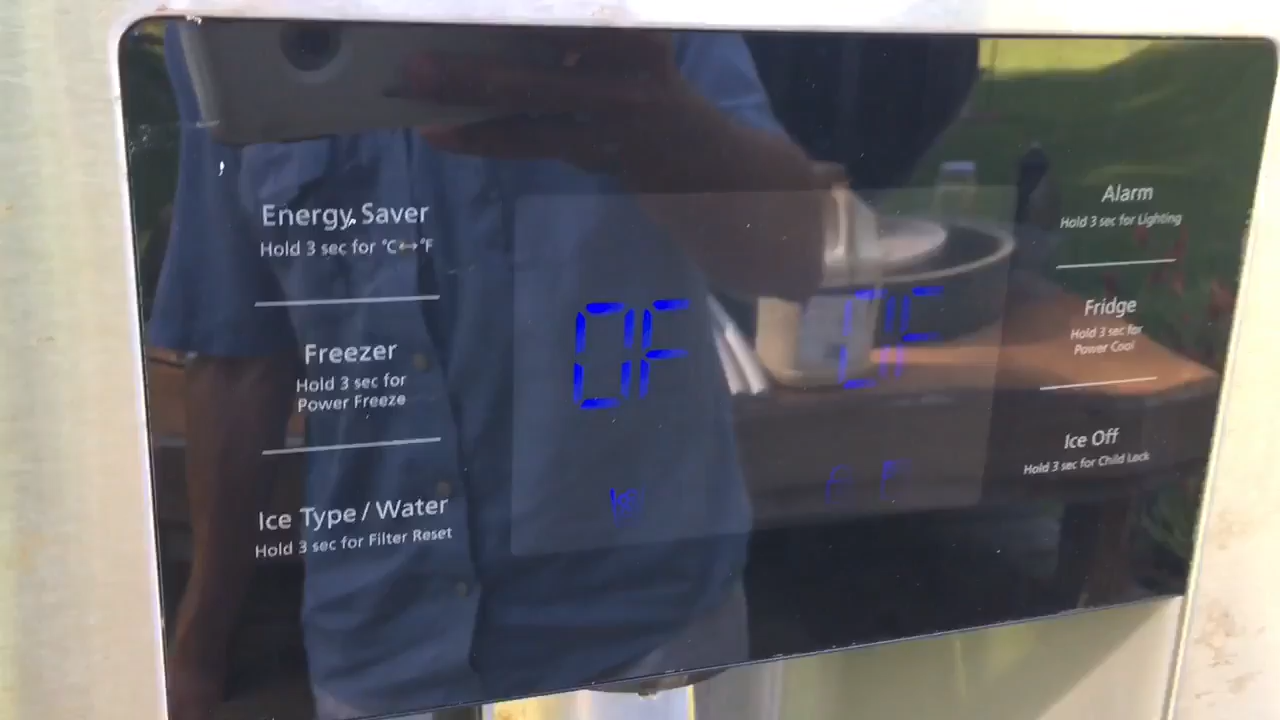 Energy Saver
Hold 3 sec for °C↔°F
Freezer
Hold 3 sec for
Power Freeze
Ice Type / Water
Hold 3 sec for Filter Reset
0F
Alarm
Hold 3 sec for Lighting
Fridge
Hold 3 sec for
Power Cool
Ice Off
Hold 3 sec for Child Lock